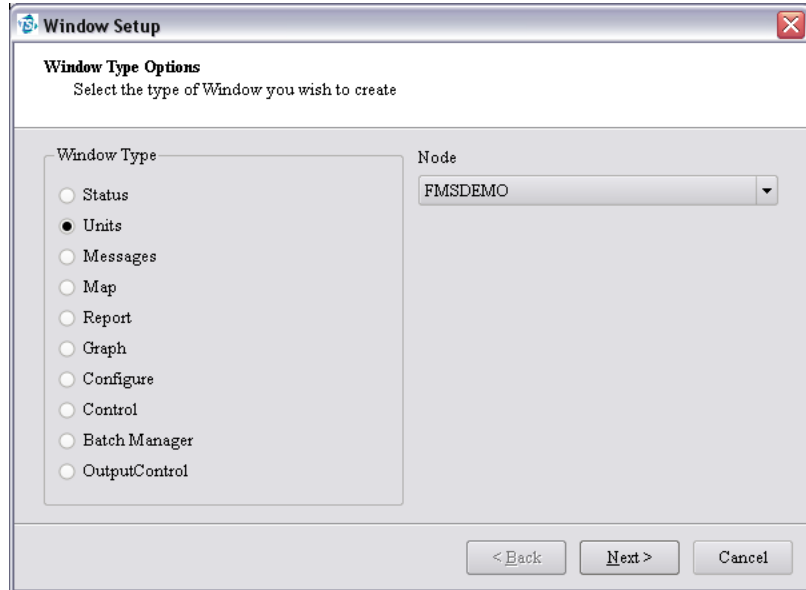 Window Setup
Window Type Options
Select the type of Window you wish to create
Window Type
Status
Units
Messages
Map
Report
Graph
Configure
Control
Batch Manager
OutputControl
Node
FMSDEMO
< Back
Next >
Cancel